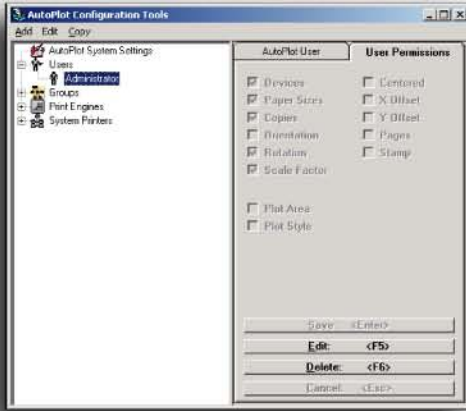 AutoPlot Configuration Tools
Add Edit Copy
AutoPlot System Settings
Users
Administrator
Groups
Print Engines
System Printers
AutoPlot User
User Permissions
Devices
Paper Sizes
Copies
Orientation
Rotation
Scale Factor
Plot Area
Plot Style
Centered
X Offset
Y Offset
Pages
Stamp
Save: <Enter>
Edit: <F5>
Delete: <F6>
Cancel: <Esc>